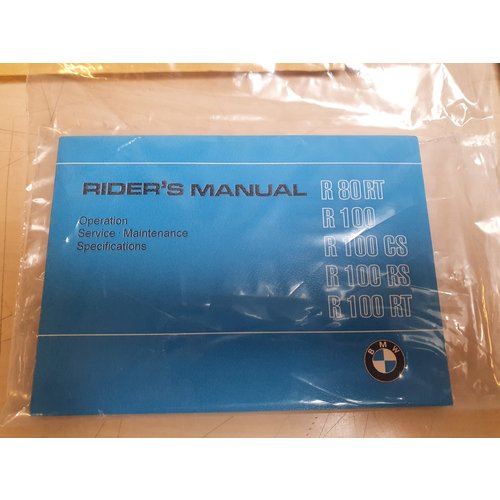 RIDER'S MANUAL
Operation
Service Maintenance
Specifications
R 80 RT
R 100
R 100 CS
R 100 RS
R 100 RT
BMW